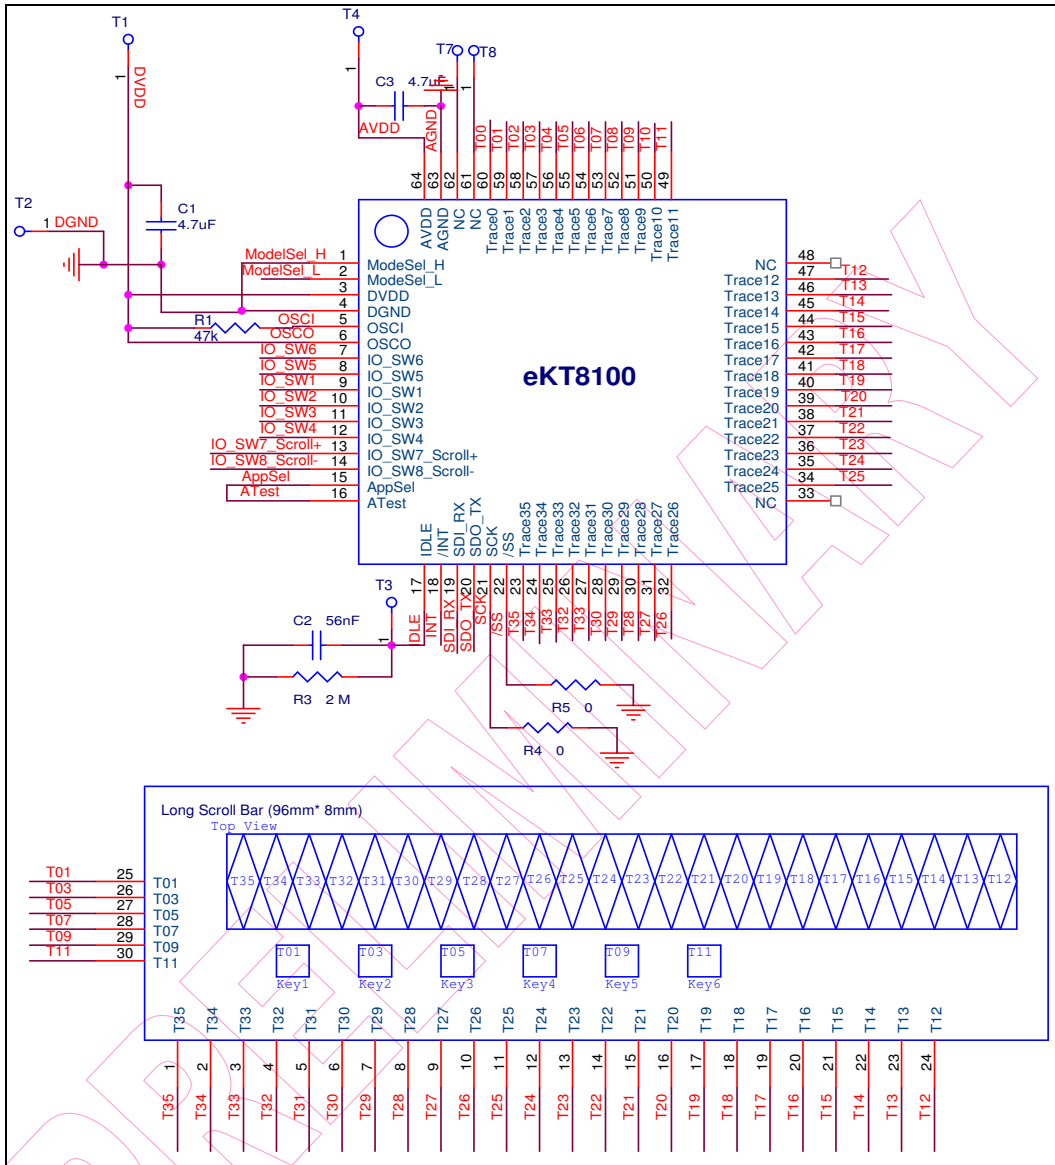 T1
T4
T7
T8
C3 4.7uF
1
1
1
1
DVDD
AVDD
AGND
T00
T01
T02
T03
T04
T05
T06
T07
T08
T09
T10
T11
64
63
62
61
60
59
58
57
56
55
54
53
52
51
50
49
AVDD
AGND
NC
NC
Trace0
Trace1
Trace2
Trace3
Trace4
Trace5
Trace6
Trace7
Trace8
Trace9
Trace10
Trace11
T2
1 DGND
C1
4.7uF
R1
47k
ModelSel_H 1 ModeSel_H
ModelSel_L 2 ModeSel_L
3 DVDD
4 DGND
OSCI 5 OSCI
OSCO 6 OSCO
IO_SW6 7 IO_SW6
IO_SW5 8 IO_SW5
IO_SW1 9 IO_SW1
IO_SW2 10 IO_SW2
IO_SW3 11 IO_SW3
IO_SW4 12 IO_SW4
IO_SW7_Scroll+ 13 IO_SW7_Scroll+
IO_SW8_Scroll- 14 IO_SW8_Scroll-
AppSel 15 AppSel
ATest 16 ATest
eKT8100
NC 48
Trace12 47 T12
Trace13 46 T13
Trace14 45 T14
Trace15 44 T15
Trace16 43 T16
Trace17 42 T17
Trace18 41 T18
Trace19 40 T19
Trace20 39 T20
Trace21 38 T21
Trace22 37 T22
Trace23 36 T23
Trace24 35 T24
Trace25 34 T25
NC 33
IDLE
/INT
SDI_RX
SDO_TX
SCK
/SS
Trace35
Trace34
Trace33
Trace32
Trace31
Trace30
Trace29
Trace28
Trace27
Trace26
17
18
19
20
21
22
23
24
25
26
27
28
29
30
31
32
IDLE
INT
SDI_RX
SDO_TX
SCK
/SS
T35
T34
T33
T32
T33
T30
T29
T28
T27
T26
T3
1
C2 56nF
R3 2 M
R5 0
R4 0
Long Scroll Bar (96mm* 8mm)
Top View
T35 T34 T33 T32 T31 T30 T29 T28 T27 T26 T25 T24 T23 T22 T21 T20 T19 T18 T17 T16 T15 T14 T13 T12
T01 25 T01
T03 26 T03
T05 27 T05
T07 28 T07
T09 29 T09
T11 30 T11
T01 T03 T05 T07 T09 T11
Key1 Key2 Key3 Key4 Key5 Key6
T35 T34 T33 T32 T31 T30 T29 T28 T27 T26 T25 T24 T23 T22 T21 T20 T19 T18 T17 T16 T15 T14 T13 T12
1 2 3 4 5 6 7 8 9 10 11 12 13 14 15 16 17 18 19 20 21 22 23 24
T35 T34 T33 T32 T31 T30 T29 T28 T27 T26 T25 T24 T23 T22 T21 T20 T19 T18 T17 T16 T15 T14 T13 T12
PRELIMINARY